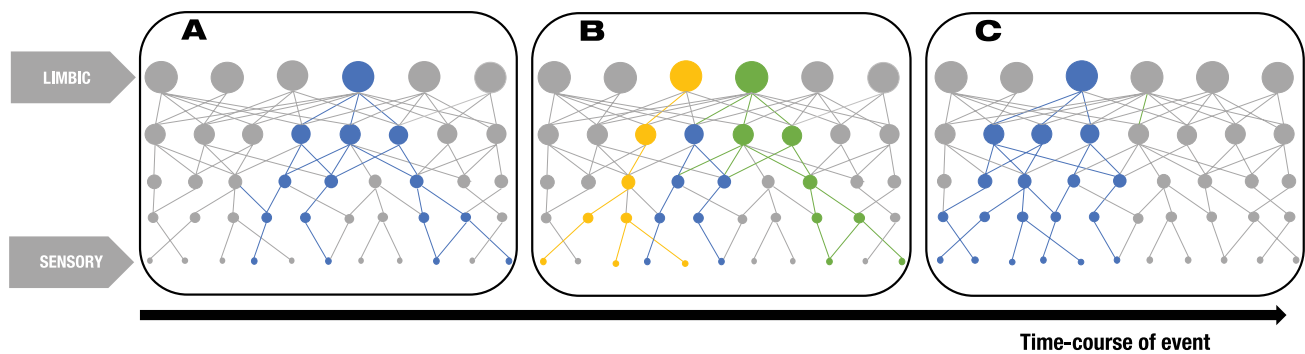 A
B
C
LIMBIC
SENSORY
Time-course of event